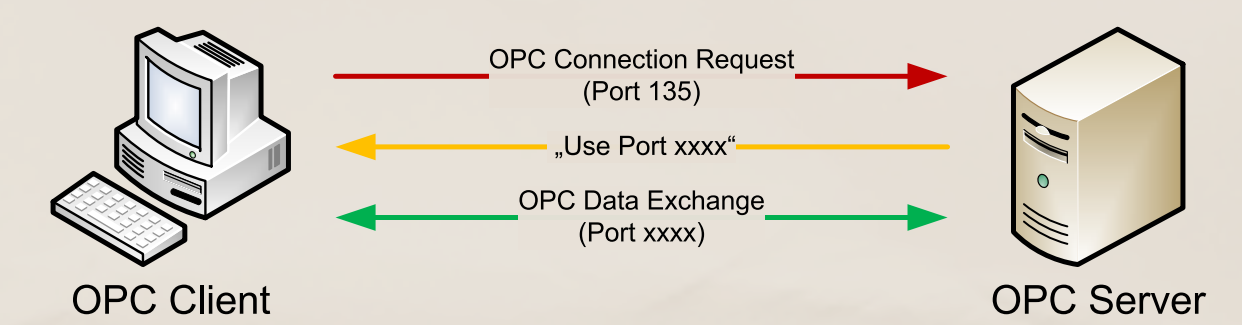 OPC Connection Request
(Port 135)
„Use Port xxxx“
OPC Data Exchange
(Port xxxx)
OPC Client
OPC Server